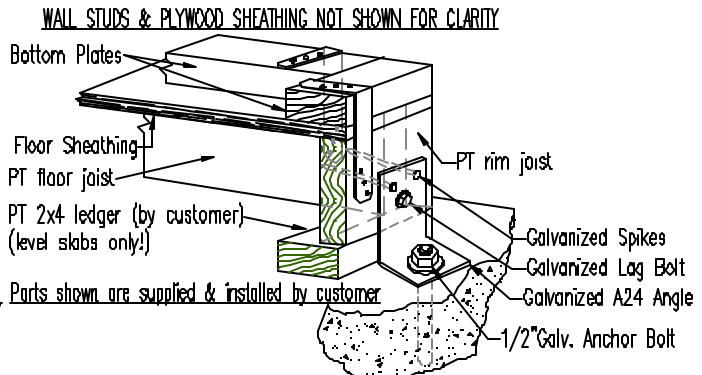 WALL STUDS & PLYWOOD SHEATHING NOT SHOWN FOR CLARITY
Bottom Plates
Floor Sheathing
PT floor joist
PT rim joist
PT 2x4 ledger (by customer)
(level slabs only!)
Galvanized Spikes
Galvanized Lag Bolt
Galvanized A24 Angle
Parts shown are supplied & installed by customer
1/2"Galv. Anchor Bolt